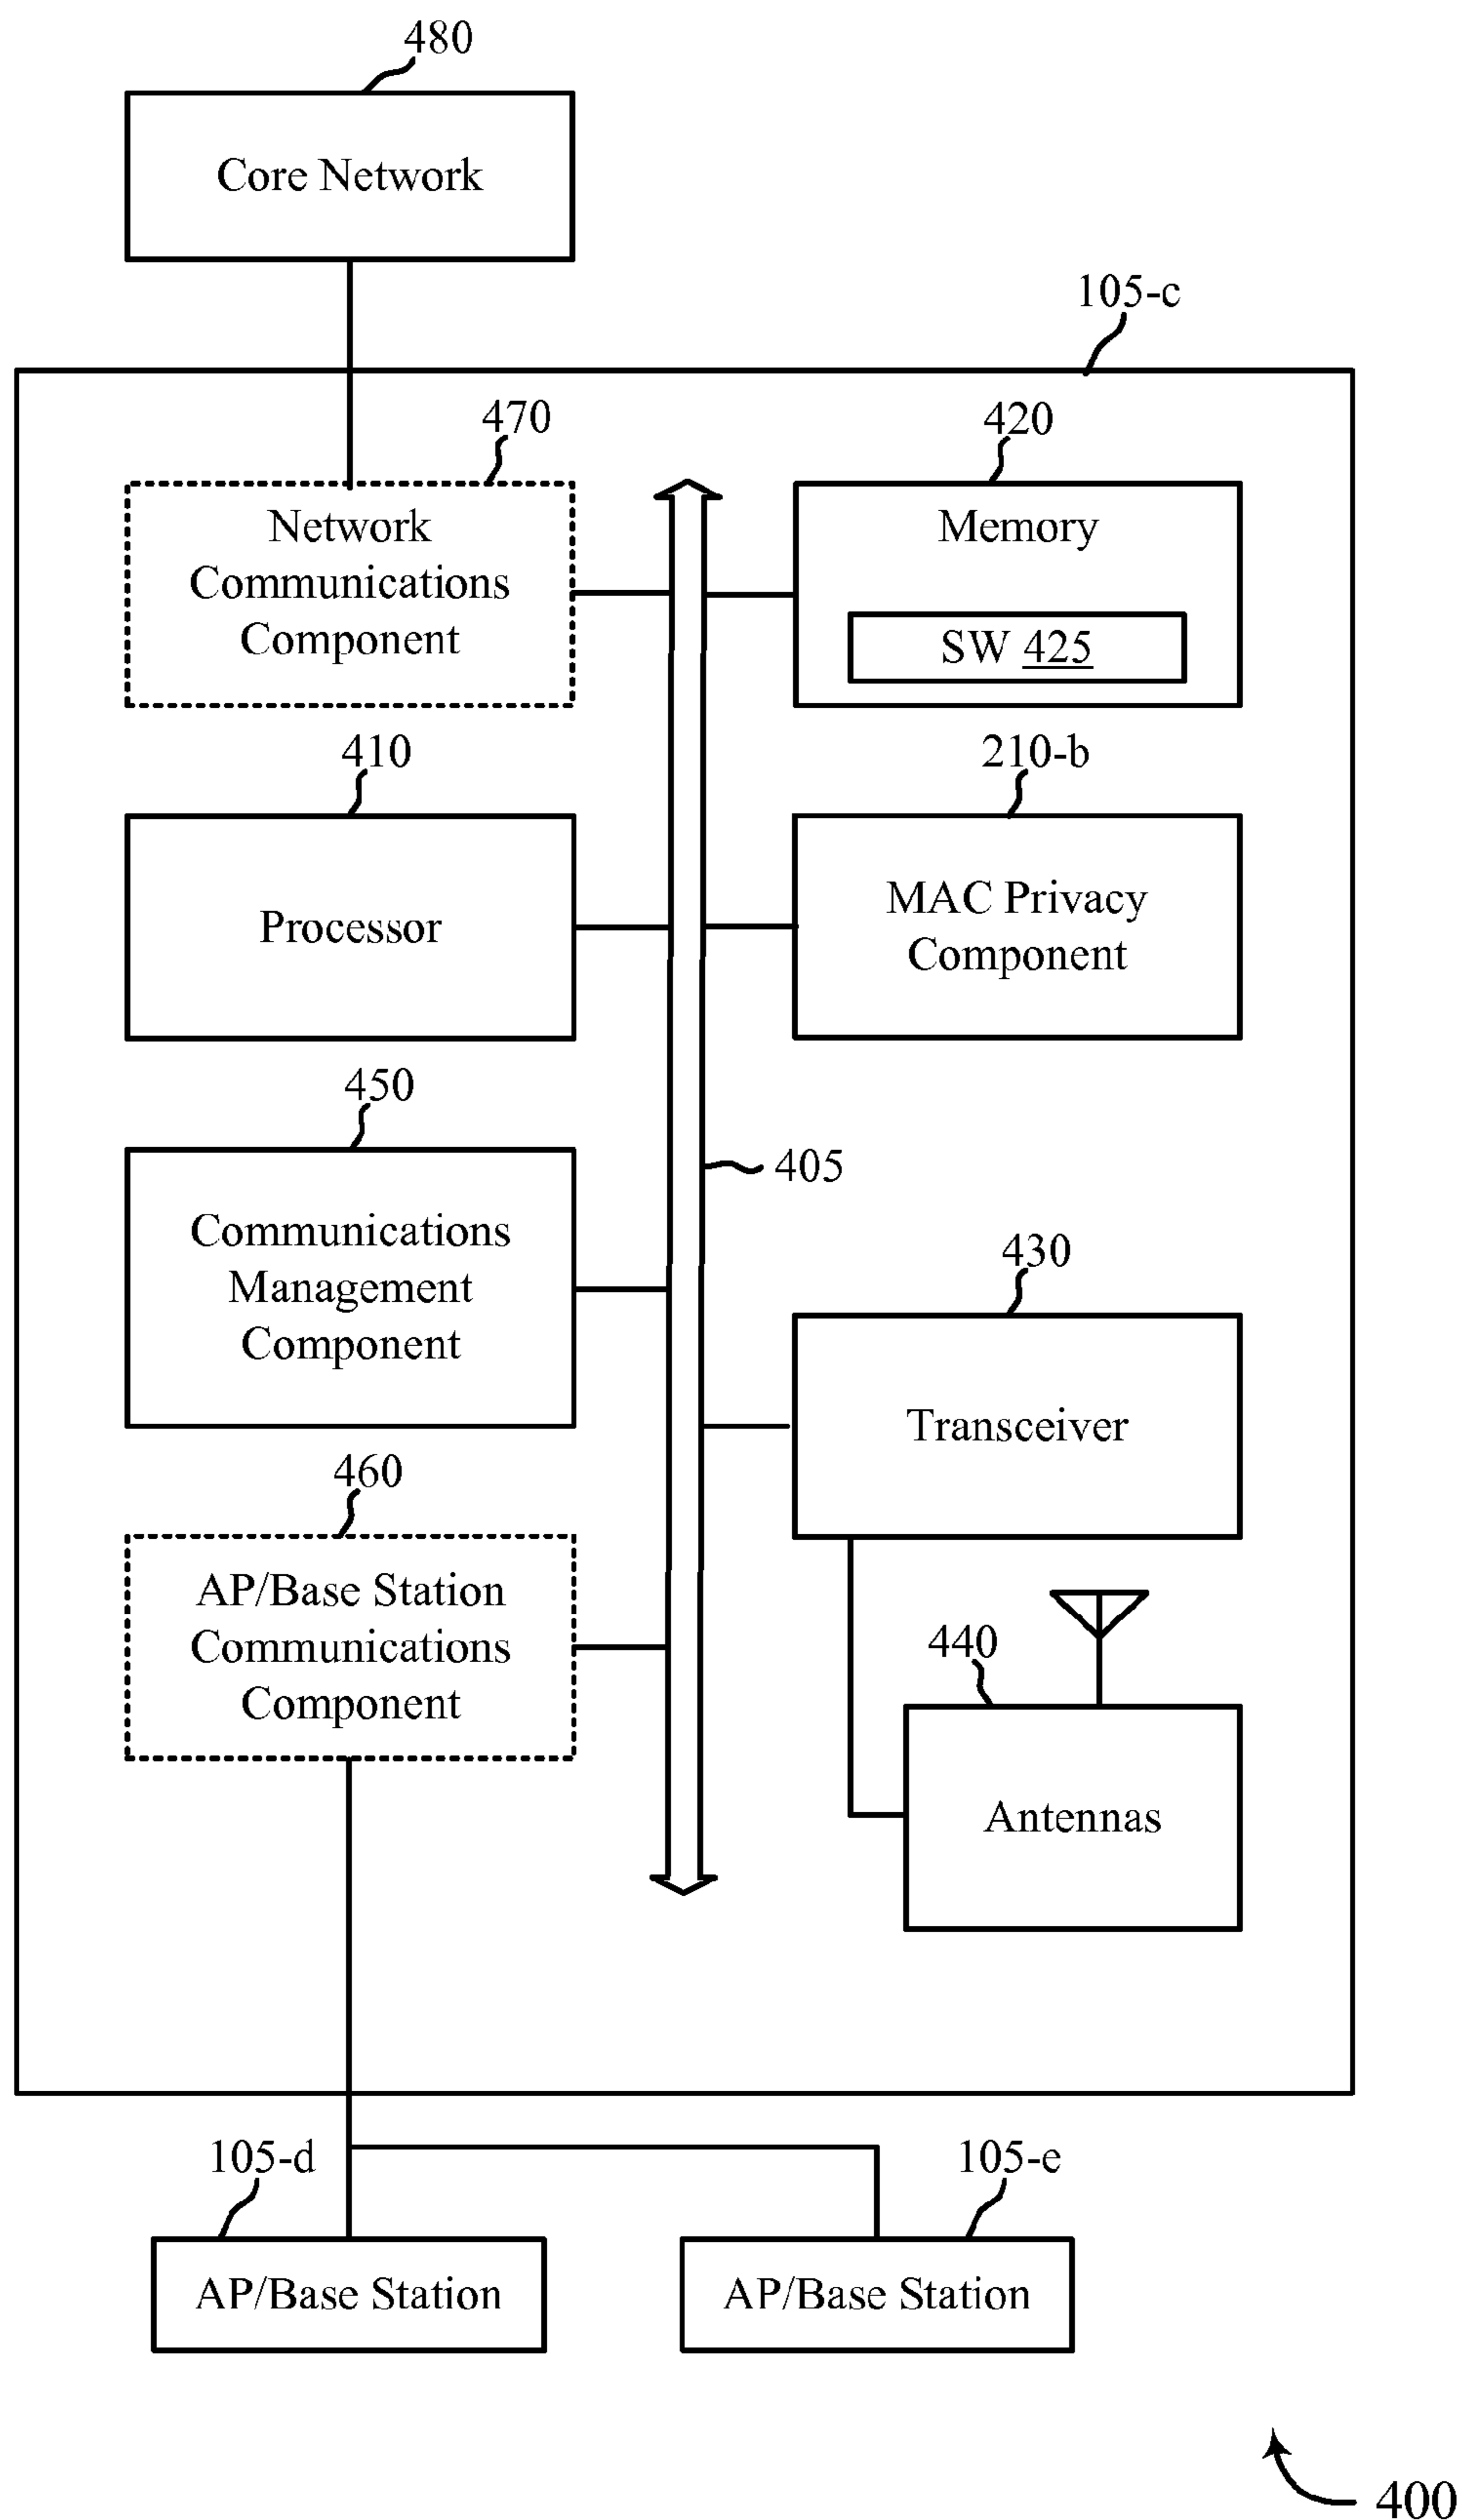 480
Core Network
105-c
470
420
Network
Communications
Component
Memory
SW 425
410
210-b
Processor
MAC Privacy
Component
450
405
Communications
Management
Component
430
Transceiver
460
AP/Base Station
Communications
Component
440
Antennas
105-d
105-e
AP/Base Station
AP/Base Station
400